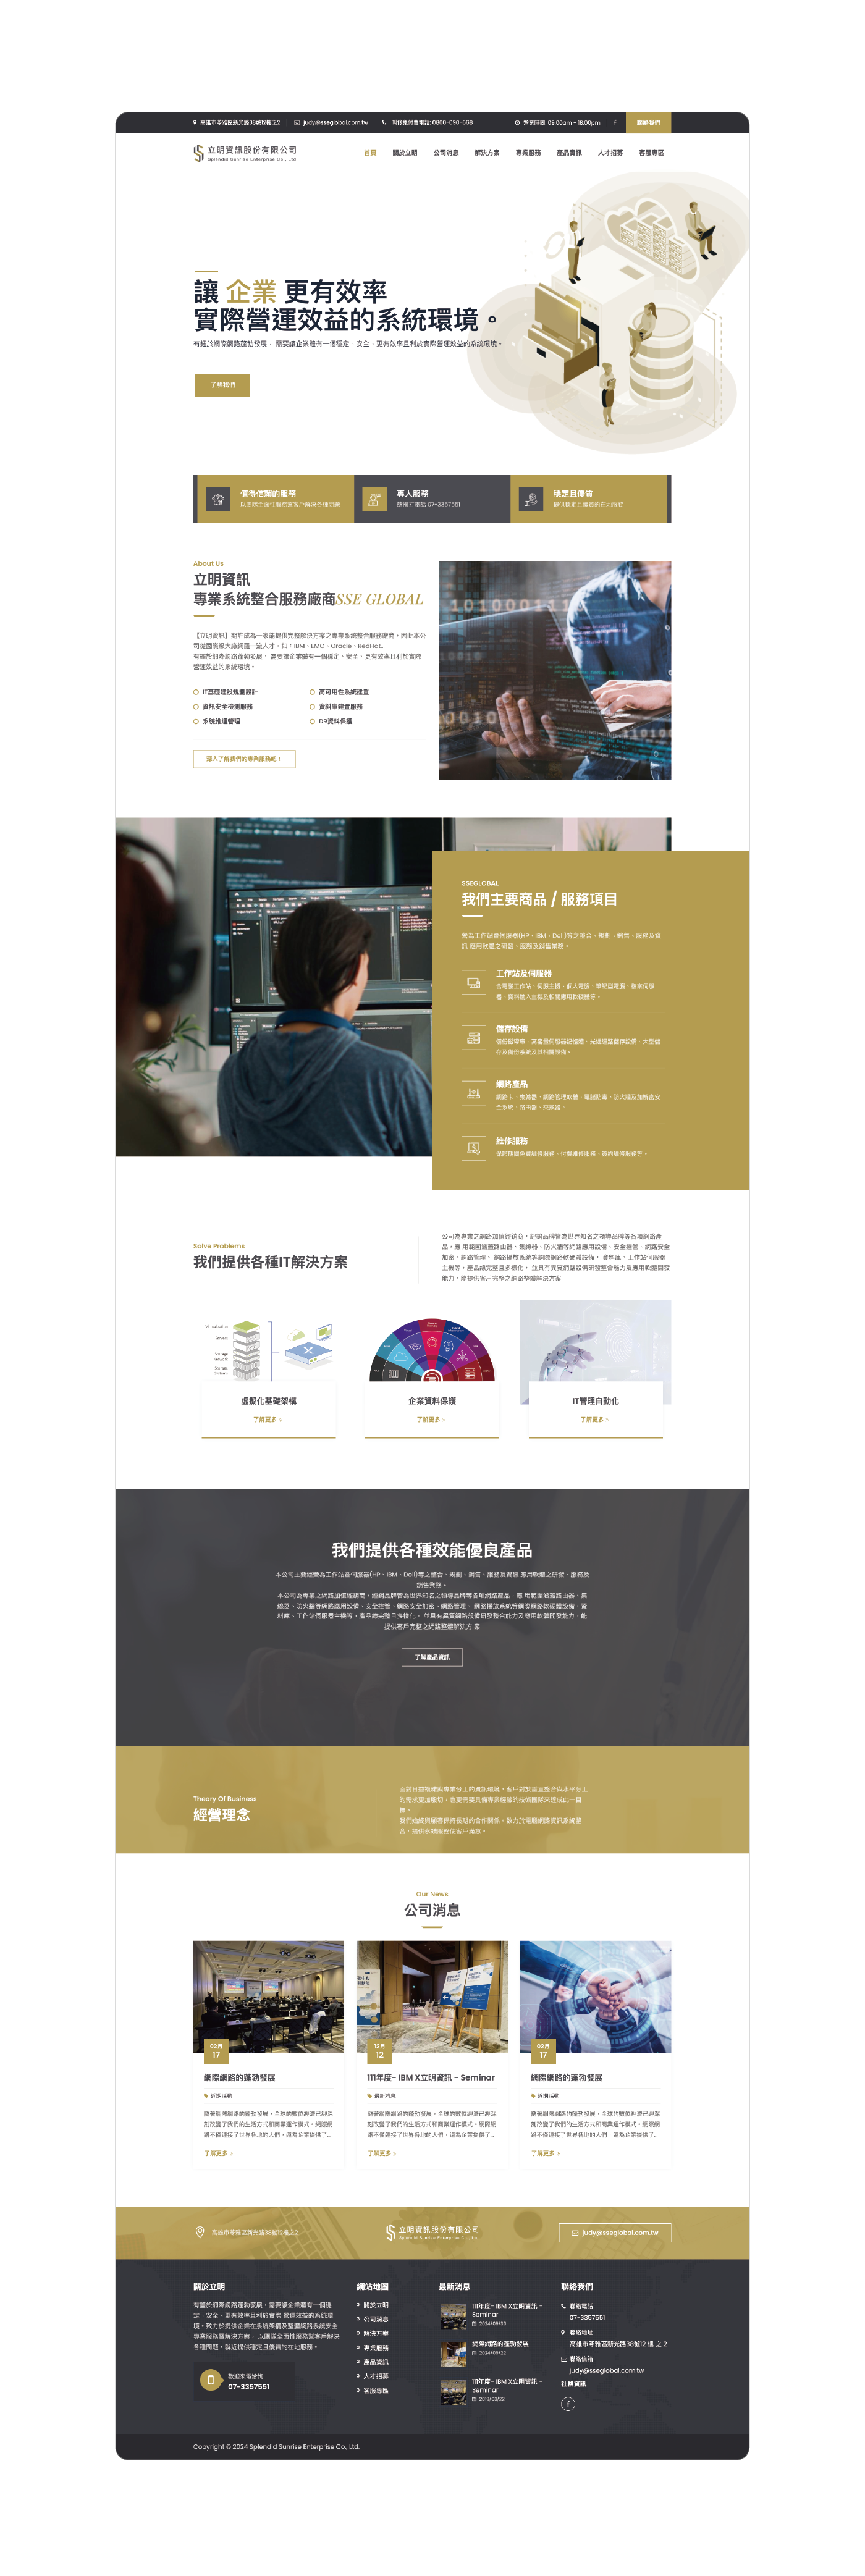 高雄市苓雅區新光路38號12樓之2
judy@sseglobal.com.tw
叫修免付費電話: 0800-090-668
營業時間: 09:00am - 18:00pm
聯絡我們
立明資訊股份有限公司
Splendid Sunrise Enterprise Co., Ltd.
首頁
關於立明
公司消息
解決方案
專業服務
產品資訊
人才招募
客服專區
讓 企業 更有效率
實際營運效益的系統環境。
有鑑於網際網路蓬勃發展, 需要讓企業體有一個穩定、安全、更有效率且利於實際營運效益的系統環境。
了解我們
值得信賴的服務
以團隊全面性服務幫客戶解決各種問題
專人服務
請撥打電話 07-3357551
穩定且優質
提供穩定且優質的在地服務
About Us
立明資訊
專業系統整合服務廠商SSE GLOBAL
【立明資訊】期許成為一家能提供完整解決方案之專業系統整合服務廠商，因此本公
司從國際級大廠網羅一流人才，如：IBM、EMC、Oracle、RedHat...
有鑑於網際網路蓬勃發展， 需要讓企業體有一個穩定、安全、更有效率且利於實際
營運效益的系統環境。
IT基礎建設規劃設計
高可用性系統建置
資訊安全檢測服務
資料庫建置服務
系統維運管理
DR資料保護
深入了解我們的專業服務吧！
SSEGLOBAL
我們主要商品 / 服務項目
要為工作站暨伺服器(HP、IBM、Dell)等之整合、規劃、銷售、服務及資
訊 應用軟體之研發、服務及銷售業務。
工作站及伺服器
含電腦工作站、伺服主機、個人電腦、筆記型電腦、精業伺服
器、資料輸入主機及相關應用軟硬體等。
儲存設備
備份磁碟機、高容量伺服器記憶體、光纖通路儲存設備、大型儲
存及備份系統及其相關設備。
網路產品
網路卡、集線器、網路管理軟體、電腦防毒、防火牆及加解密安
全系統、路由器、交換器。
維修服務
保證期間免費維修服務、付費維修服務、簽約維修服務等。
Solve Problems
我們提供各種IT解決方案
公司為專業之網路加值經銷商，經銷品牌皆為世界知名之領導品牌等各項網路產
品，應 用範圍涵蓋路由器、集線器、防火牆等網路應用設備、安全控管、網路安全
加密、網路管理、 網路播放系統等網際網路軟硬體設備， 資料庫、工作站伺服器
主機等，產品線完整且多樣化， 並具有異質網路設備研發整合能力及應用軟體開發
能力，能提供客戶完整之網路整體解決方案
虛擬化基礎架構
了解更多 >
企業資料保護
了解更多 >
IT管理自動化
了解更多 >
我們提供各種效能優良產品
本公司主要經營為工作站暨伺服器(HP、IBM、Dell)等之整合、規劃、銷售、服務及資訊 應用軟體之研發、服務及
銷售業務。
本公司為專業之網路加值經銷商，經銷品牌皆為世界知名之領導品牌等各項網路產品，應 用範圍涵蓋路由器、集
線器、防火牆等網路應用設備、安全控管、網路安全加密、網路管理、 網路播放系統等網際網路軟硬體設備，資
料庫、工作站伺服器主機等，產品線完整且多樣化， 並具有異質網路設備研發整合能力及應用軟體開發能力，能
提供客戶完整之網路整體解決方 案
了解產品資訊
Theory Of Business
經營理念
面對日益複雜與專業分工的資訊環境，客戶對於垂直整合與水平分工
的需求更加殷切，也更需要具備專業經驗的技術團隊來達成此一目
標。
我們始終與顧客保持長期的合作關係，致力於電腦網路資訊系統整
合，提供永續服務使客戶滿意。
Our News
公司消息
02月
17
網際網路的蓬勃發展
近期活動
隨著網際網路的蓬勃發展，全球的數位經濟已經深
刻改變了我們的生活方式和商業運作模式。網際網
路不僅連接了世界各地的人們，還為企業提供了...
了解更多 >
12月
12
111年度- IBM X立明資訊 - Seminar
最新消息
隨著網際網路的蓬勃發展，全球的數位經濟已經深
刻改變了我們的生活方式和商業運作模式。網際網
路不僅連接了世界各地的人們，還為企業提供了...
了解更多 >
02月
17
網際網路的蓬勃發展
近期活動
隨著網際網路的蓬勃發展，全球的數位經濟已經深
刻改變了我們的生活方式和商業運作模式。網際網
路不僅連接了世界各地的人們，還為企業提供了...
了解更多 >
高雄市苓雅區新光路38號12樓之2
立明資訊股份有限公司
Splendid Sunrise Enterprise Co., Ltd.
judy@sseglobal.com.tw
關於立明
有鑒於網際網路蓬勃發展，需要讓企業體有一個穩
定、安全、更有效率且利於實際 營運效益的系統環
境。致力於提供企業在系統架構及整體網路系統安全
專業服務暨解決方案， 以團隊全面性服務幫客戶解決
各種問題，就近提供穩定且優質的在地服務。
歡迎來電洽詢
07-3357551
網站地圖
關於立明
公司消息
解決方案
專業服務
產品資訊
人才招募
客服專區
最新消息
111年度- IBM X立明資訊 -
Seminar
2024/09/30
網際網路的蓬勃發展
2024/03/22
111年度- IBM X立明資訊 -
Seminar
2019/03/22
聯絡我們
聯絡電話
07-3357551
聯絡地址
高雄市苓雅區新光路38號12 樓 之 2
聯絡信箱
judy@sseglobal.com.tw
社群資訊
Copyright © 2024 Splendid Sunrise Enterprise Co., Ltd.